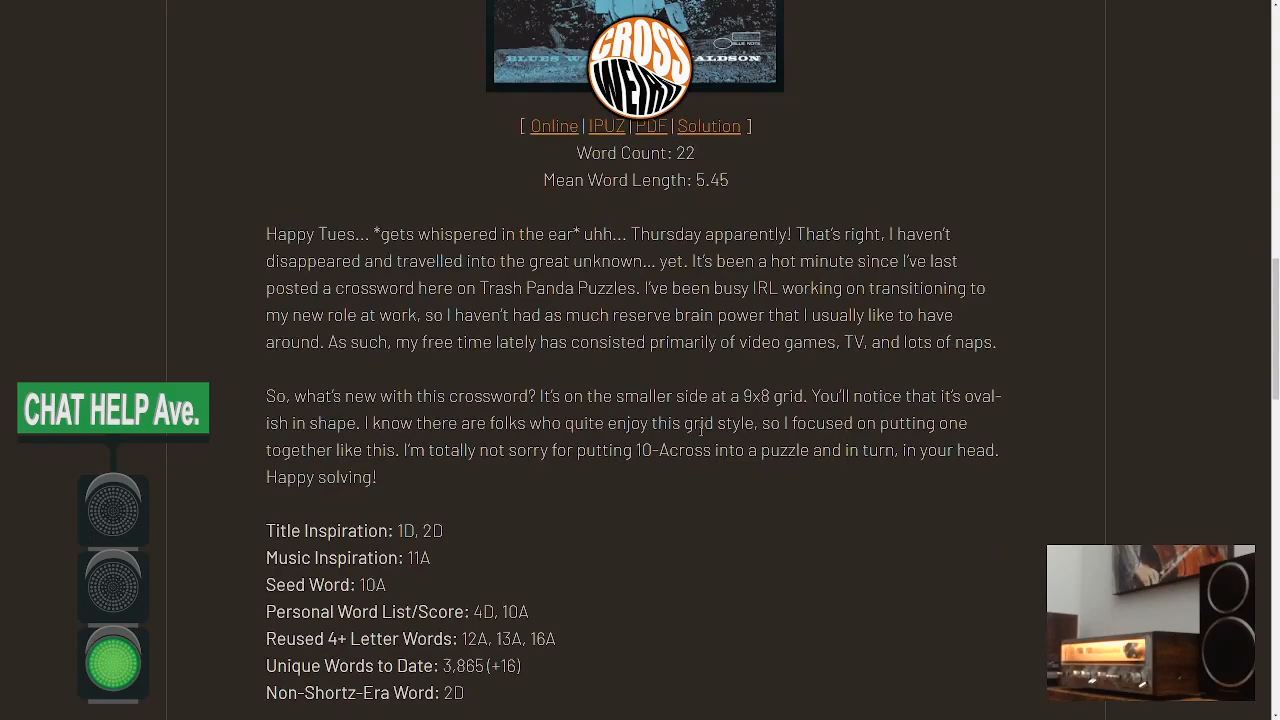 BLUE NOTE
BLUES WA ALDSON
CROSS
WEIRD
[ Online | IPUZ | PDF | Solution ]
Word Count: 22
Mean Word Length: 5.45
Happy Tues... *gets whispered in the ear* uhh... Thursday apparently! That's right, I haven't
disappeared and travelled into the great unknown... yet. It's been a hot minute since I've last
posted a crossword here on Trash Panda Puzzles. I've been busy IRL working on transitioning to
my new role at work, so I haven't had as much reserve brain power that I usually like to have
around. As such, my free time lately has consisted primarily of video games, TV, and lots of naps.
So, what's new with this crossword? It's on the smaller side at a 9x8 grid. You'll notice that it's oval-
ish in shape. I know there are folks who quite enjoy this grid style, so I focused on putting one
together like this. I'm totally not sorry for putting 10-Across into a puzzle and in turn, in your head.
Happy solving!
CHAT HELP Ave.
Title Inspiration: 1D, 2D
Music Inspiration: 11A
Seed Word: 10A
Personal Word List/Score: 4D, 10A
Reused 4+ Letter Words: 12A, 13A, 16A
Unique Words to Date: 3,865 (+16)
Non-Shortz-Era Word: 2D